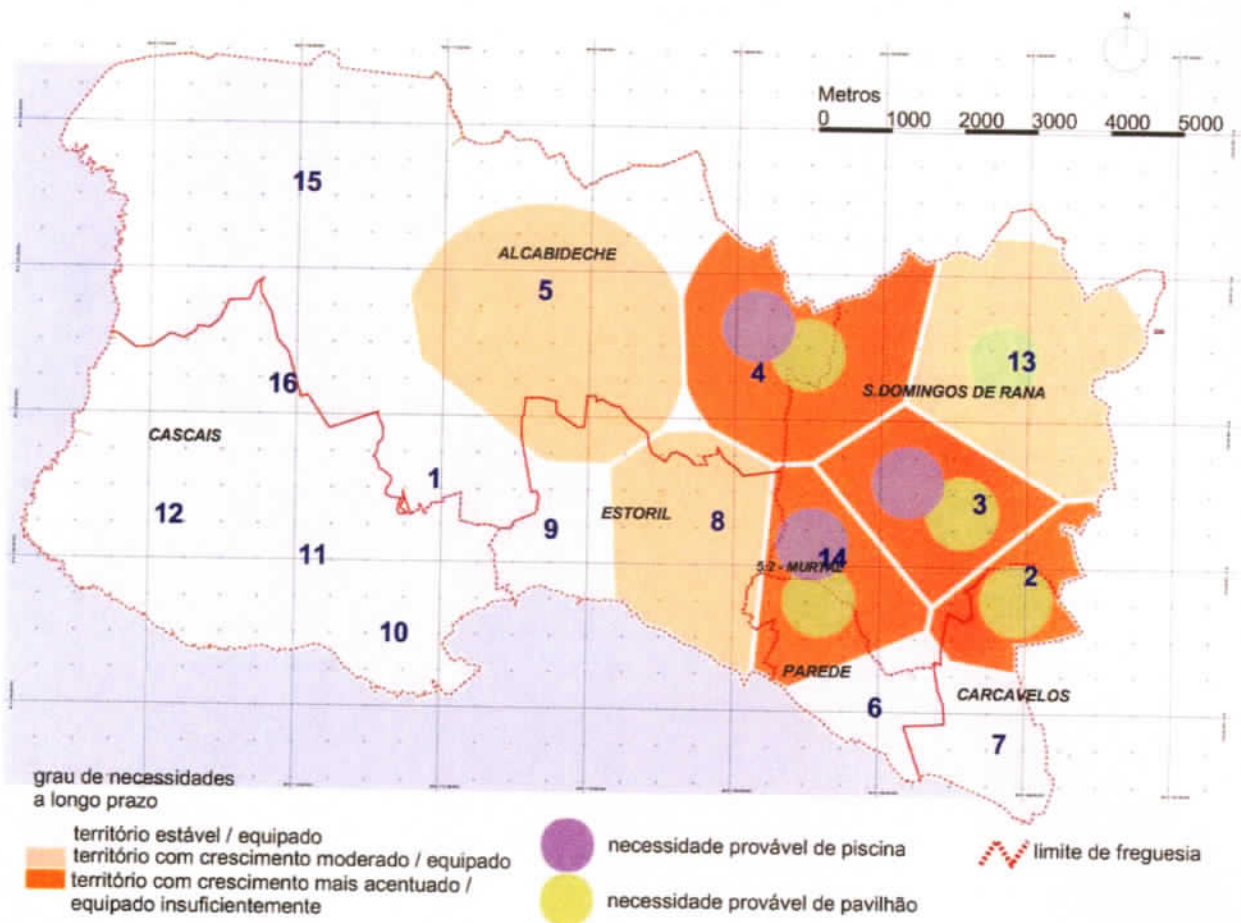 N
Metros
0 1000 2000 3000 4000 5000
15
ALCABIDECHE
5
4
13
S.DOMINGOS DE RANA
16
CASCAIS
1
12
11
10
9
ESTORIL
8
3
14
2
PAREDE
6
CARCAVELOS
7
grau de necessidades
a longo prazo
território estável / equipado
território com crescimento moderado / equipado
território com crescimento mais acentuado /
equipado insuficientemente
necessidade provável de piscina
necessidade provável de pavilhão
limite de freguesia